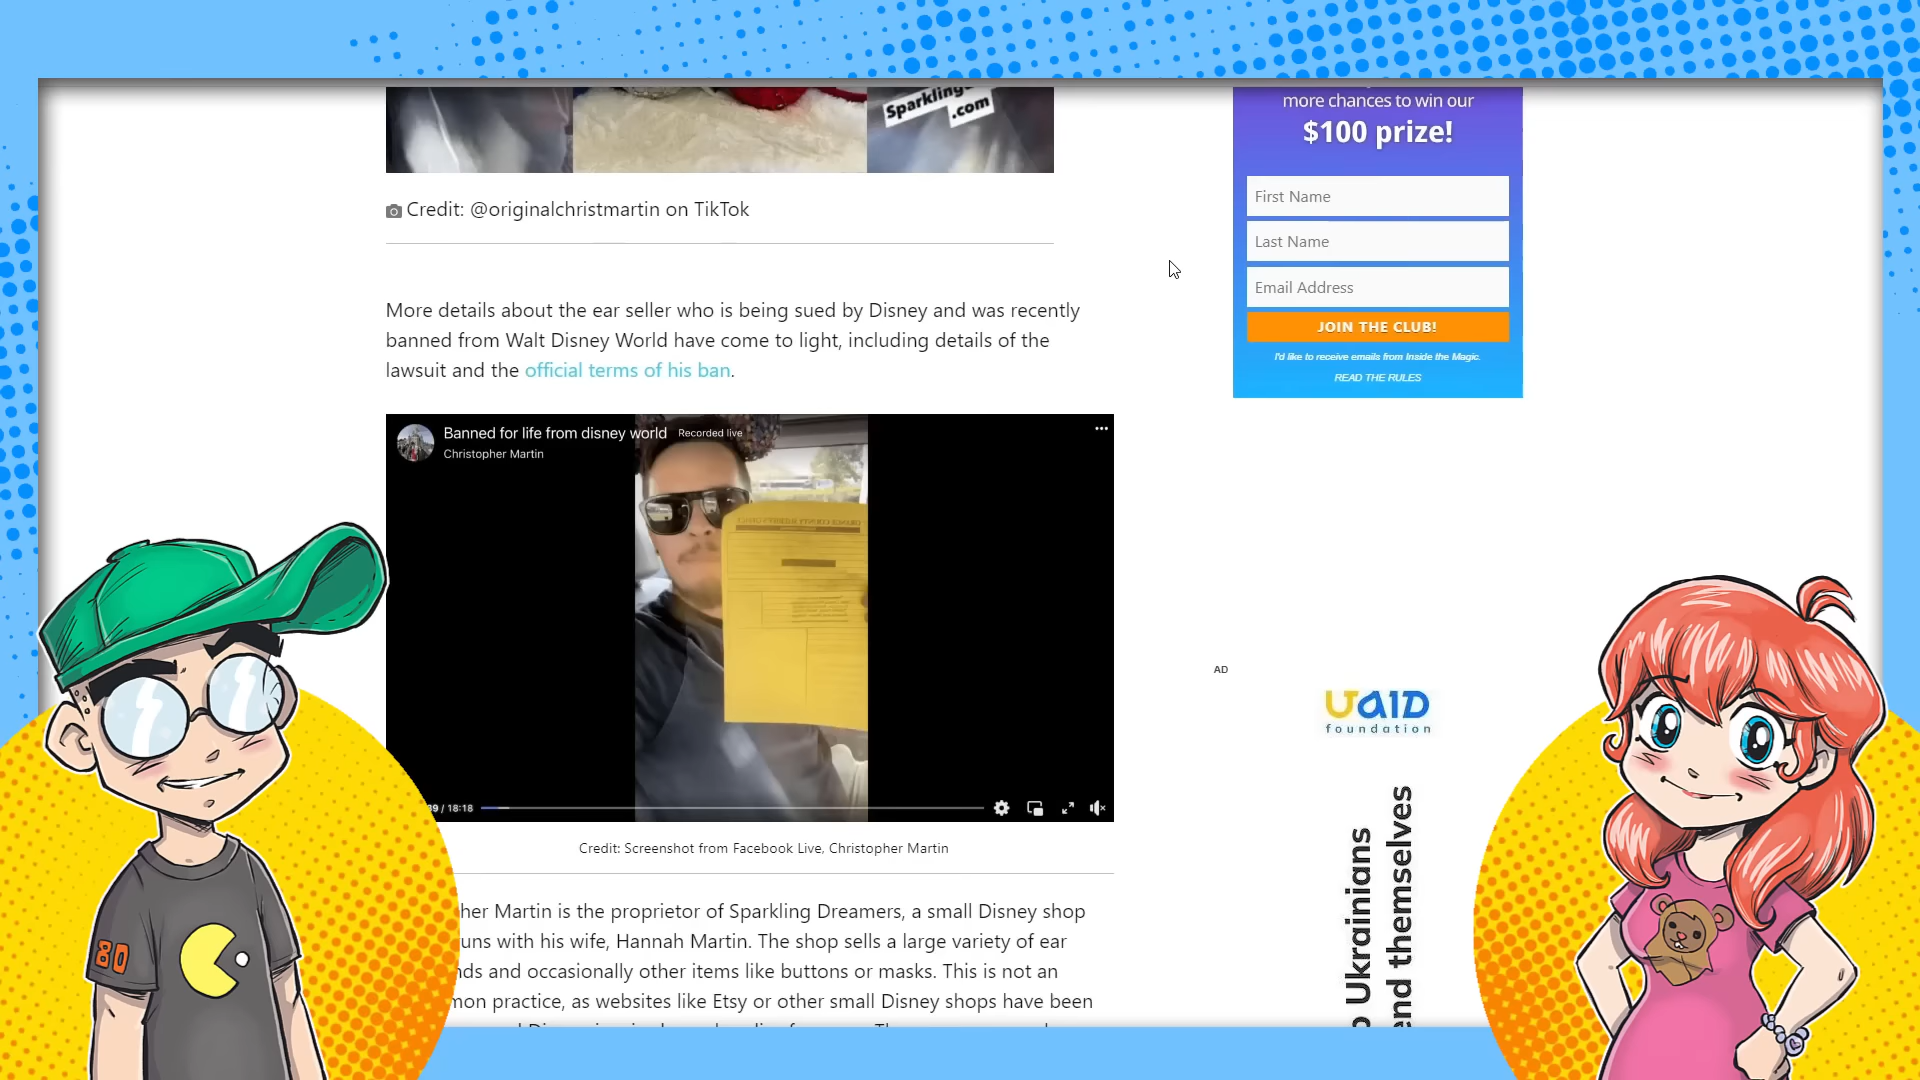 Sparkling
.com
more chances to win our
$100 prize!
First Name
Last Name
Email Address
JOIN THE CLUB!
I'd like to receive emails from Inside the Magic.
READ THE RULES
Credit: @originalchristmartin on TikTok
More details about the ear seller who is being sued by Disney and was recently
banned from Walt Disney World have come to light, including details of the
lawsuit and the official terms of his ban.
Banned for life from disney world Recorded live
Christopher Martin
39 / 18:18
Credit: Screenshot from Facebook Live, Christopher Martin
her Martin is the proprietor of Sparkling Dreamers, a small Disney shop
uns with his wife, Hannah Martin. The shop sells a large variety of ear
nds and occasionally other items like buttons or masks. This is not an
mon practice, as websites like Etsy or other small Disney shops have been
AD
UAID
foundation
Ukrainians
end themselves
80